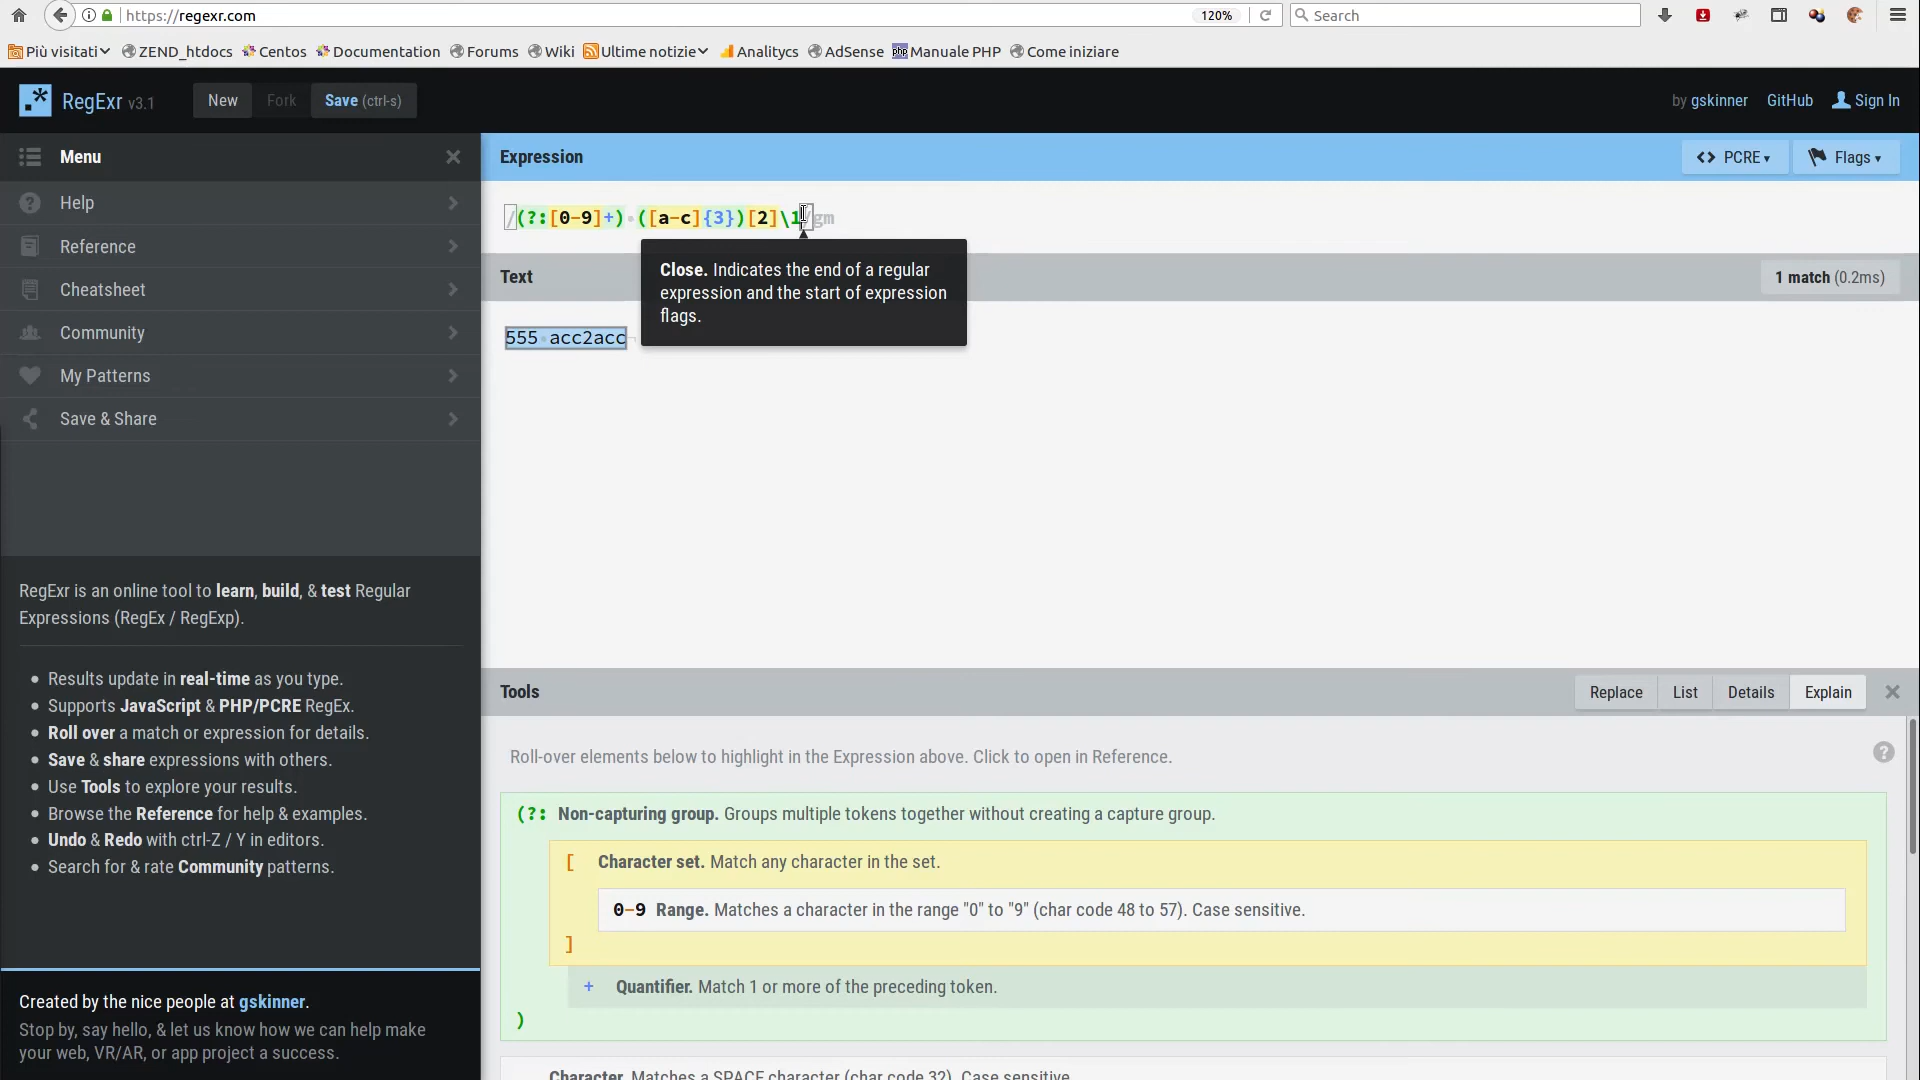 https://regexr.com
120%
Search
Più visitati
ZEND_htdocs
Centos
Documentation
Forums
Wiki
Ultime notizie
Analitycs
AdSense
php Manuale PHP
Come iniziare
.* RegExr v3.1
New
Fork
Save (ctrl-s)
by gskinner
GitHub
Sign In
Menu
Help
Reference
Cheatsheet
Community
My Patterns
Save & Share
RegExr is an online tool to learn, build, & test Regular
Expressions (RegEx / RegExp).
Results update in real-time as you type.
Supports JavaScript & PHP/PCRE RegEx.
Roll over a match or expression for details.
Save & share expressions with others.
Use Tools to explore your results.
Browse the Reference for help & examples.
Undo & Redo with ctrl-Z / Y in editors.
Search for & rate Community patterns.
Created by the nice people at gskinner.
Stop by, say hello, & let us know how we can help make
your web, VR/AR, or app project a success.
Expression
<> PCRE
Flags
/(?:[0-9]+) ([a-c]{3})[2]\1/gm
Close. Indicates the end of a regular
expression and the start of expression
flags.
Text
1 match (0.2ms)
555 acc2acc
Tools
Replace
List
Details
Explain
Roll-over elements below to highlight in the Expression above. Click to open in Reference.
?
(?: Non-capturing group. Groups multiple tokens together without creating a capture group.
[ Character set. Match any character in the set.
0-9 Range. Matches a character in the range "0" to "9" (char code 48 to 57). Case sensitive.
]
+ Quantifier. Match 1 or more of the preceding token.
)
Character. Matches a SPACE character (char code 32). Case sensitive.